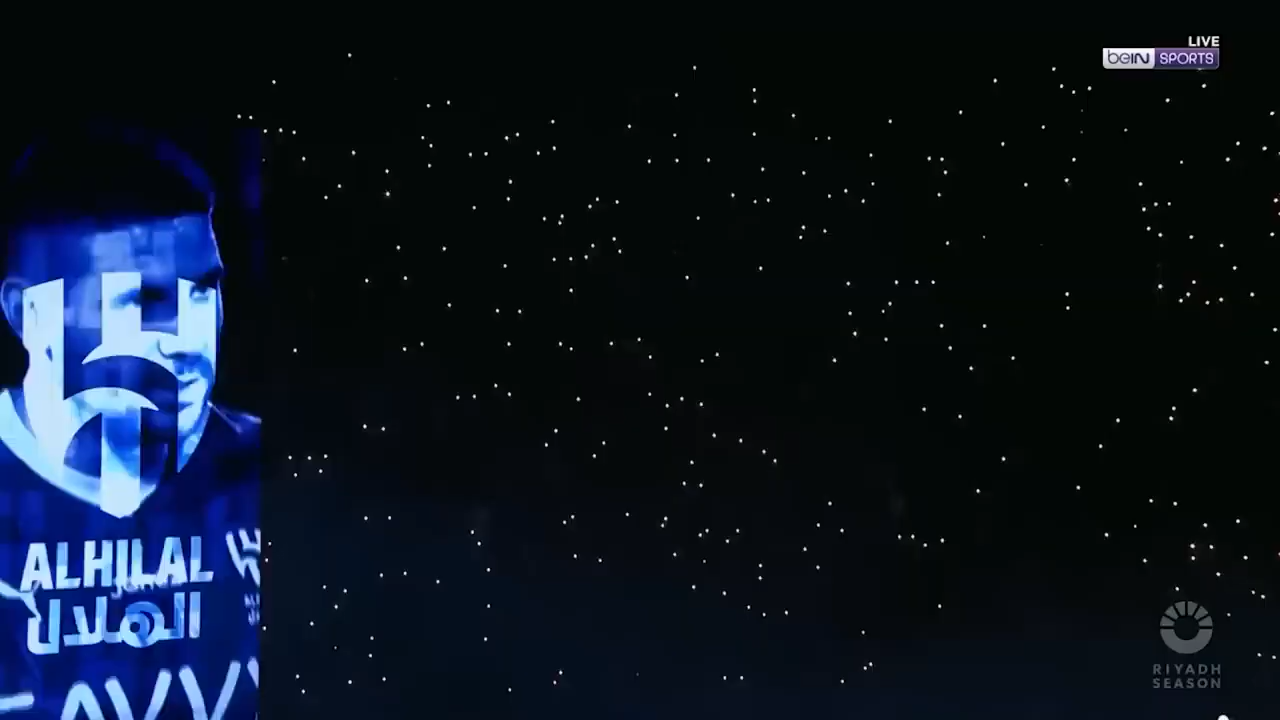 LIVE
beIN SPORTS
ALHILAL
الهلال
RIYADH
SEASON